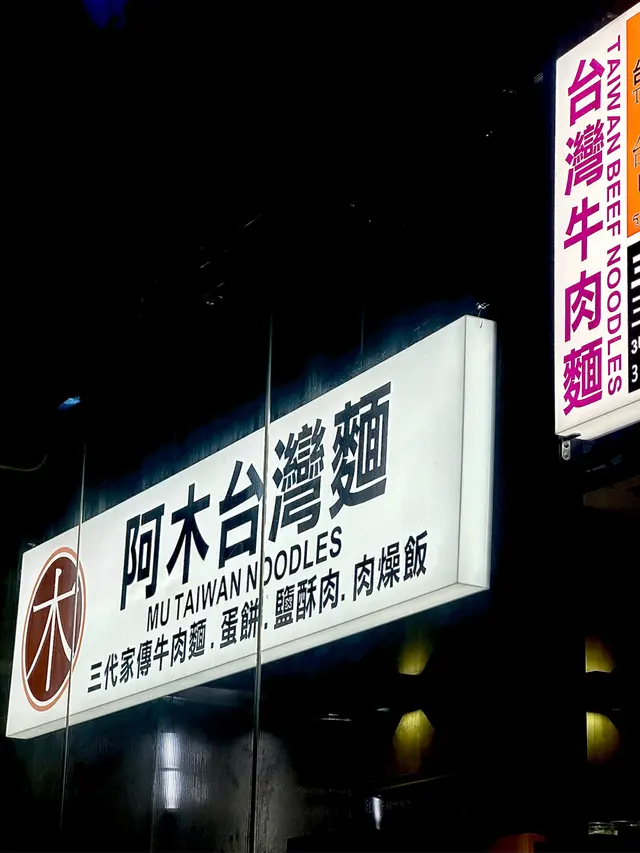 台灣牛肉麵
TAIWAN BEEF NOODLES
阿木台灣麵
MU TAIWAN NOODLES
三代家傳牛肉麵.蛋餅.鹽酥肉.肉燥飯
木